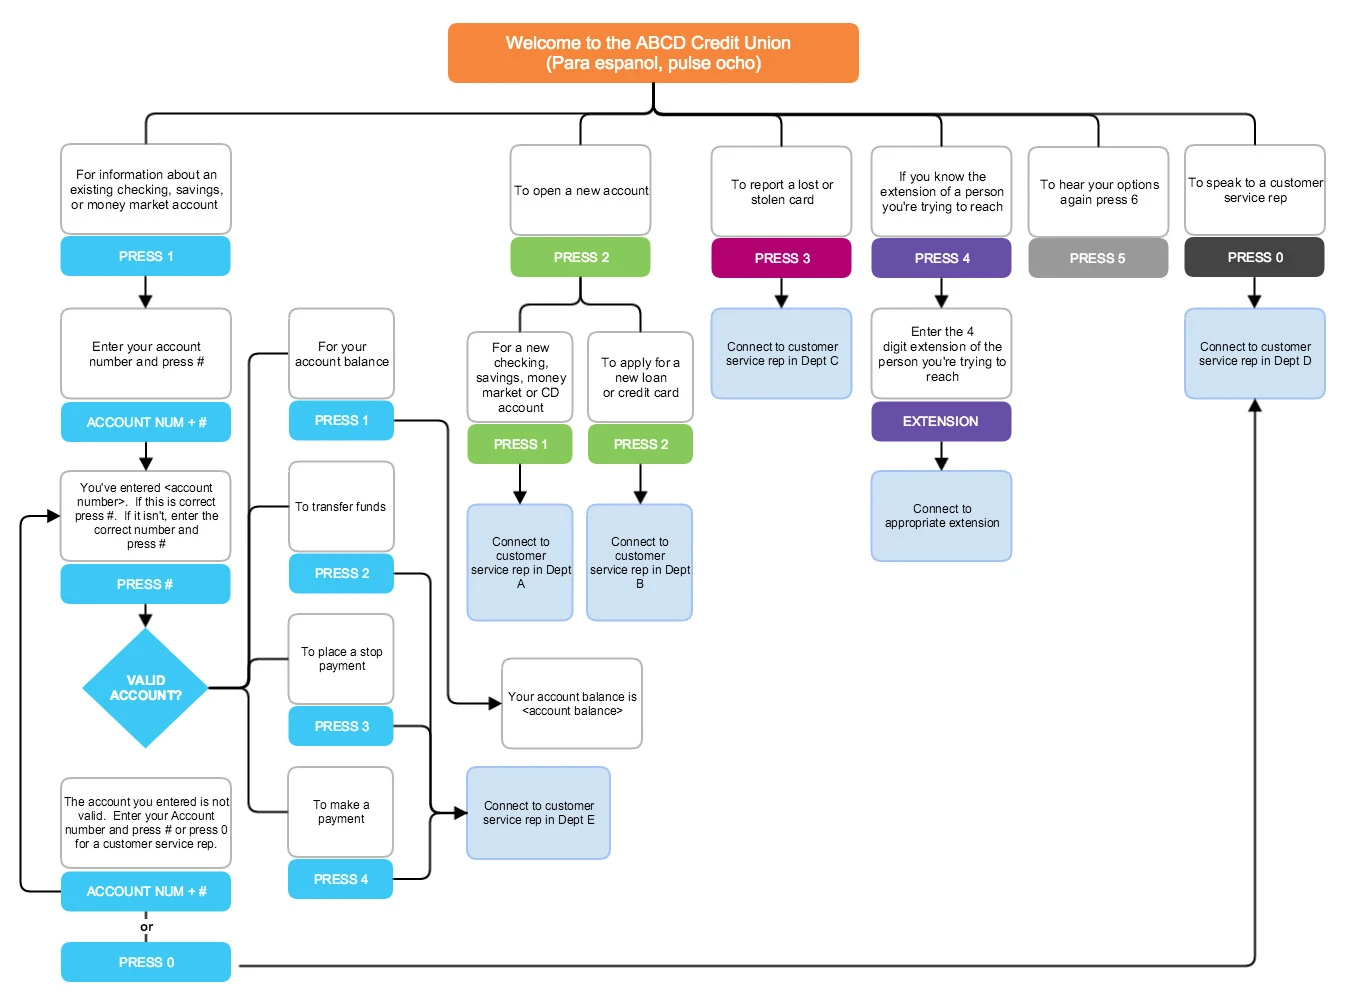 Welcome to the ABCD Credit Union
(Para espanol, pulse ocho)
For information about an
existing checking, savings,
or money market account
PRESS 1
To open a new account
PRESS 2
To report a lost or
stolen card
PRESS 3
If you know the
extension of a person
you're trying to reach
PRESS 4
To hear your options
again press 6
PRESS 5
To speak to a customer
service rep
PRESS 0
Enter your account
number and press #
ACCOUNT NUM + #
You've entered <account
number>.  If this is correct
press #.  If it isn't, enter the
correct number and
press #
PRESS #
VALID
ACCOUNT?
The account you entered is not
valid.  Enter your Account
number and press # or press 0
for a customer service rep.
ACCOUNT NUM + #
or
PRESS 0
For your
account balance
PRESS 1
To transfer funds
PRESS 2
To place a stop
payment
PRESS 3
To make a
payment
PRESS 4
For a new
checking,
savings, money
market or CD
account
PRESS 1
To apply for a
new loan
or credit card
PRESS 2
Connect to
customer
service rep in Dept
A
Connect to
customer
service rep in Dept
B
Your account balance is
<account balance>
Connect to customer
service rep in Dept E
Connect to customer
service rep in Dept C
Enter the 4
digit extension of the
person you're trying to
reach
EXTENSION
Connect to
appropriate extension
Connect to customer
service rep in Dept D